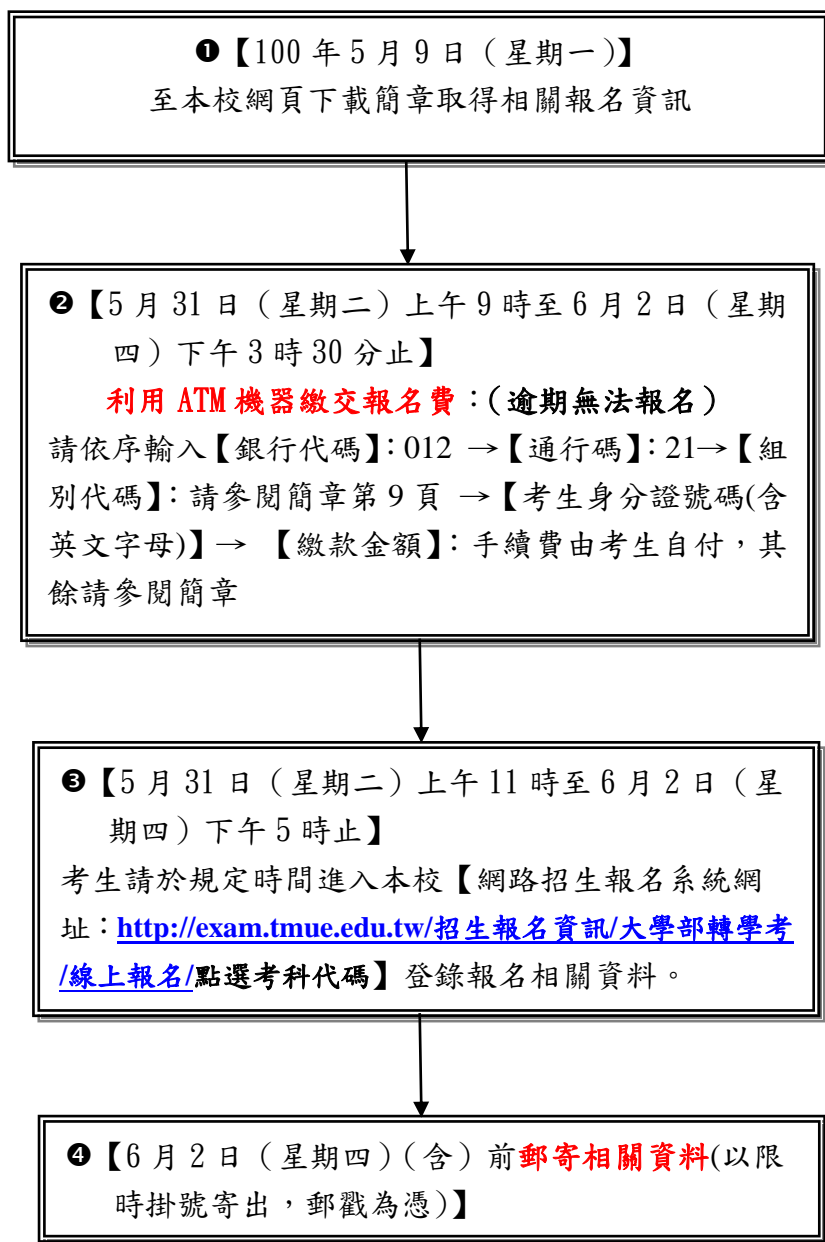 ❶【100 年 5 月 9 日（星期一)】
至本校網頁下載簡章取得相關報名資訊
❷【5 月 31 日（星期二）上午 9 時至 6 月 2 日（星期
四）下午 3 時 30 分止】
利用 ATM 機器繳交報名費：（逾期無法報名）
請依序輸入【銀行代碼】：012 →【通行碼】：21→【組
別代碼】：請參閱簡章第 9 頁 →【考生身分證號碼(含
英文字母)】→ 【繳款金額】：手續費由考生自付，其
餘請參閱簡章
❸【5 月 31 日（星期二）上午 11 時至 6 月 2 日（星
期四）下午 5 時止】
考生請於規定時間進入本校【網路招生報名系統網
址：http://exam.tmue.edu.tw/招生報名資訊/大學部轉學考
/線上報名/點選考科代碼】登錄報名相關資料。
❹【6 月 2 日（星期四）（含）前郵寄相關資料(以限
時掛號寄出，郵戳為憑)】